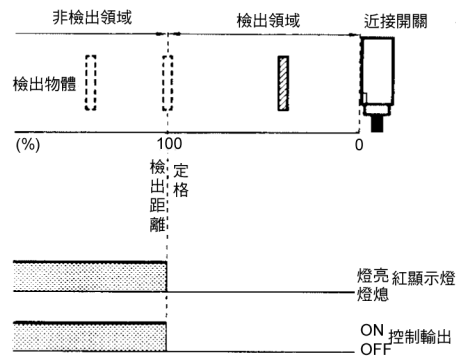 非檢出領域
檢出領域
近接開關
檢出物體
(%)
100
0
檢出距離
定格
燈亮
燈熄
紅顯示燈
ON
OFF
控制輸出